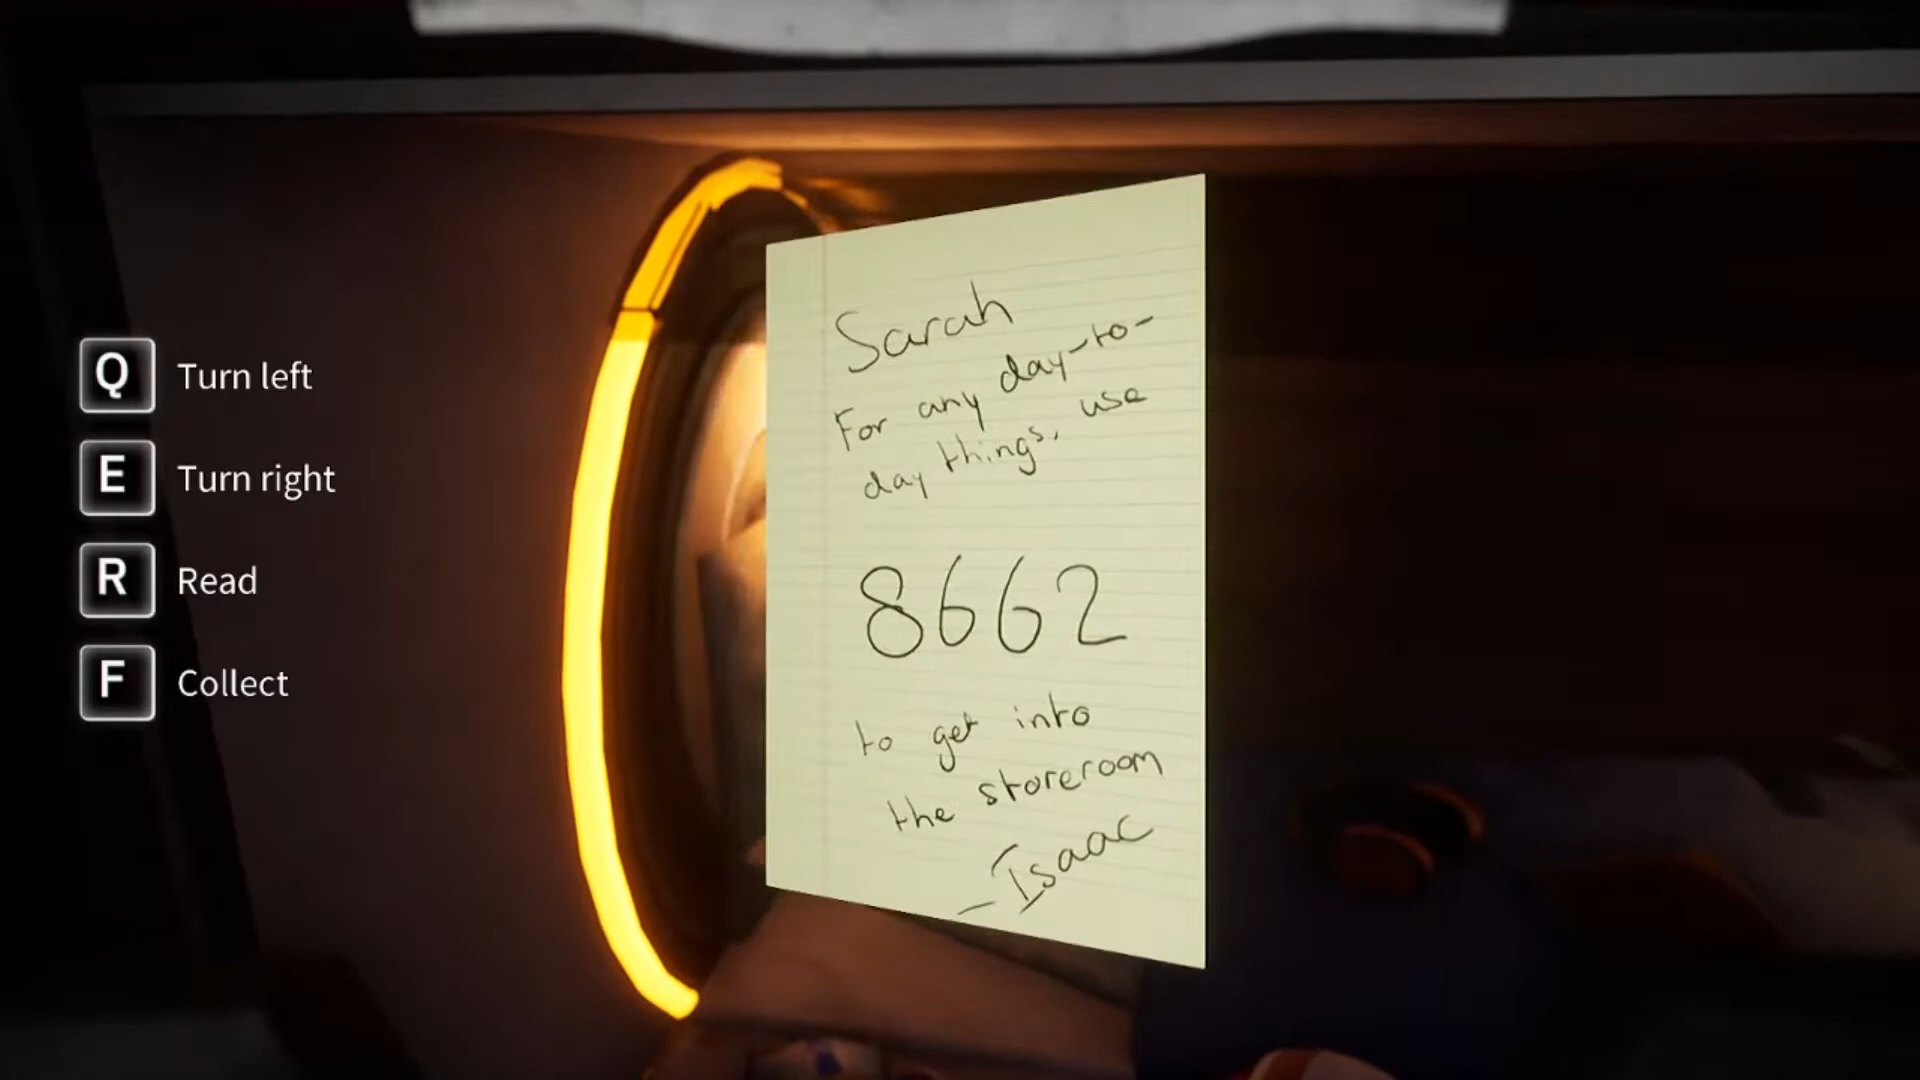 Q Turn left
E Turn right
R Read
F Collect
Sarah
For any day-to-
day things, use
8662
to get into
the storeroom
- Isaac